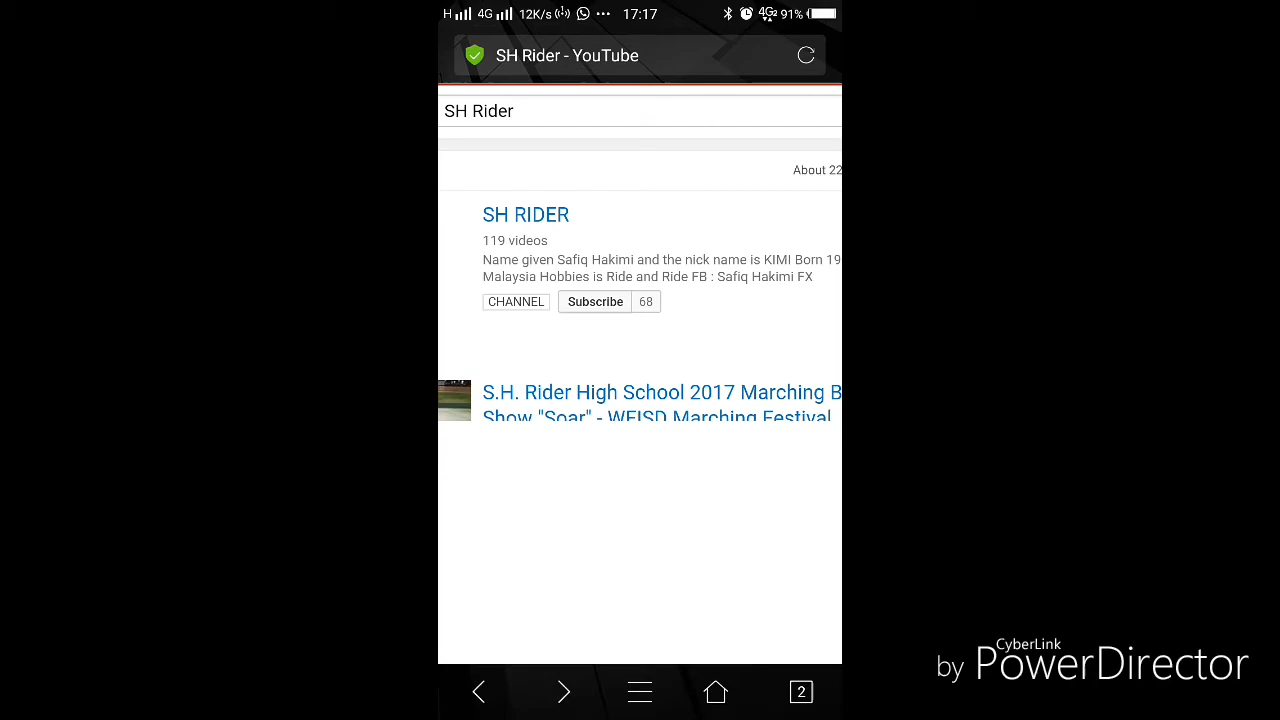 H 4G 12K/s 17:17 4G2 91%
SH Rider - YouTube
SH Rider
About 22
SH RIDER
119 videos
Name given Safiq Hakimi and the nick name is KIMI Born 19
Malaysia Hobbies is Ride and Ride FB : Safiq Hakimi FX
CHANNEL Subscribe 68
S.H. Rider High School 2017 Marching B
Show "Soar" - WFISD Marching Festival
2
CyberLink
by PowerDirector